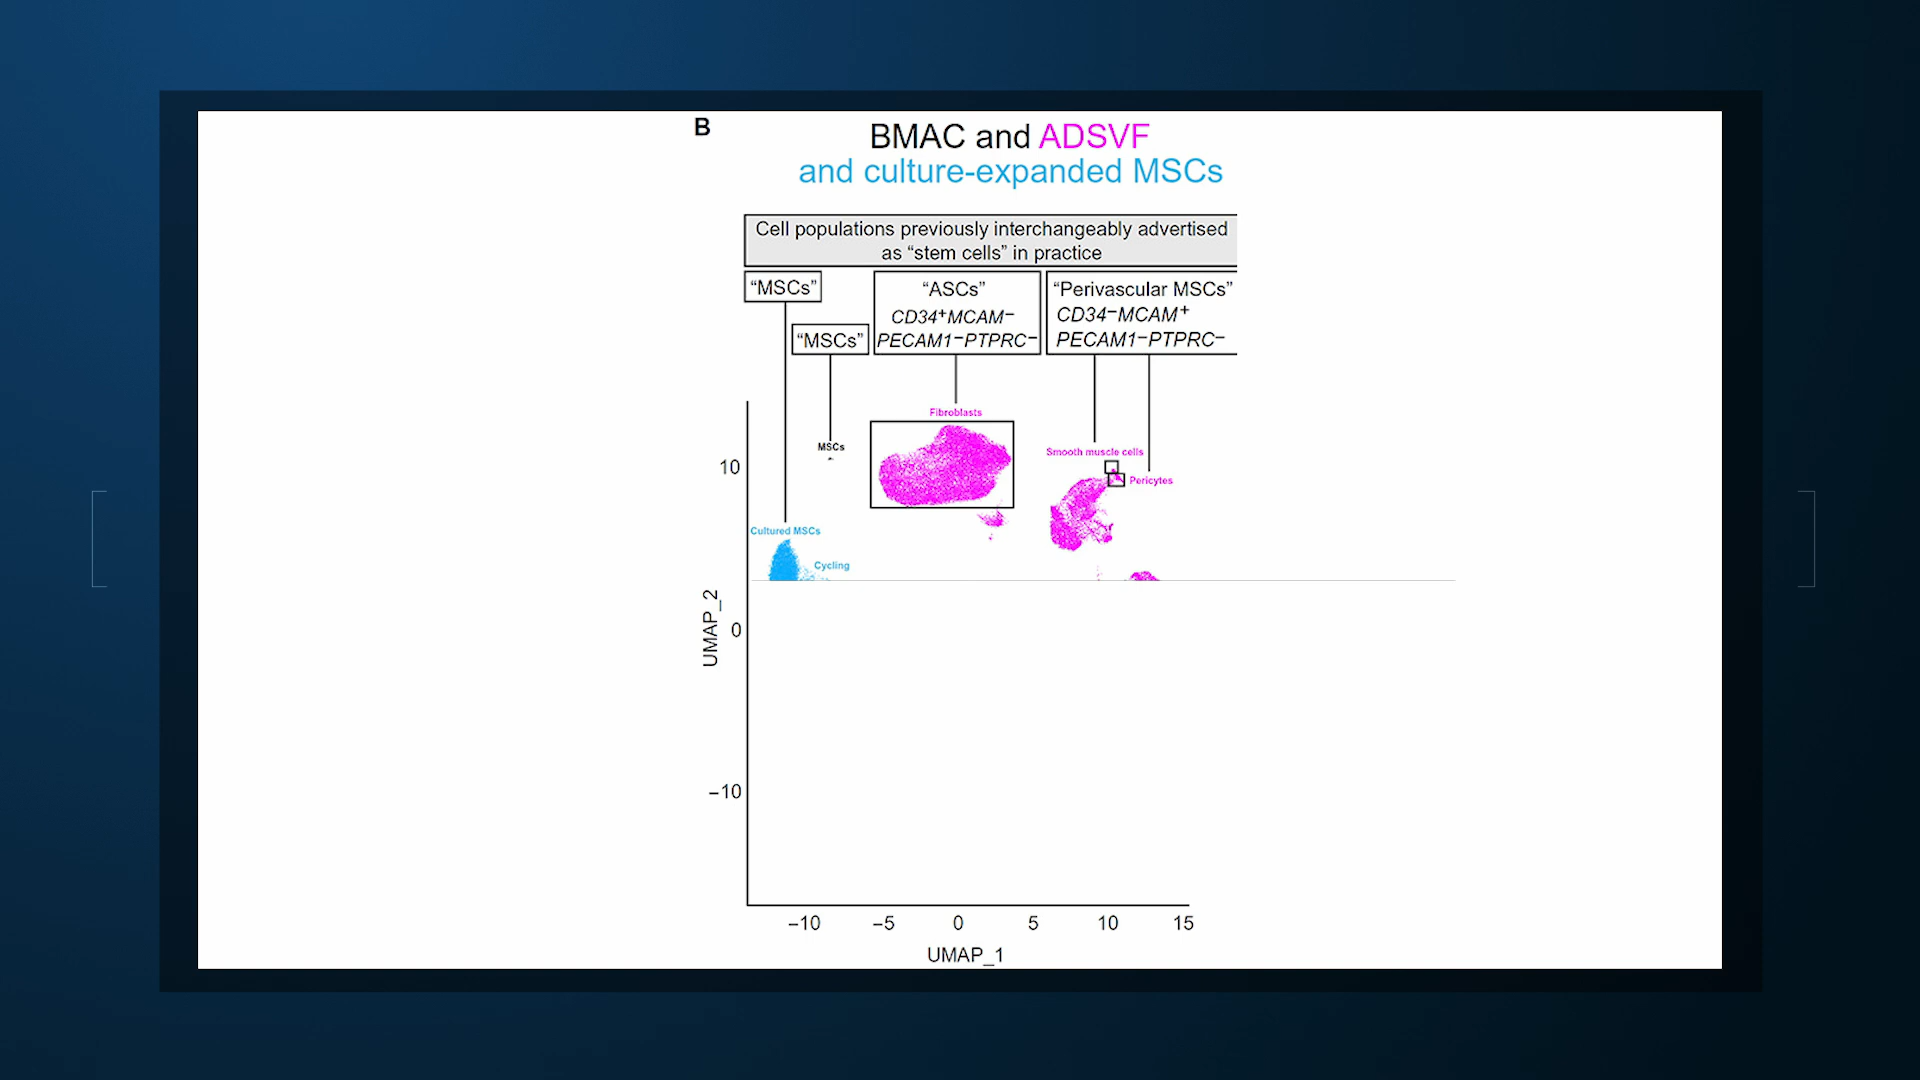 B
BMAC and ADSVF
and culture-expanded MSCs
Cell populations previously interchangeably advertised
as “stem cells” in practice
“MSCs”
“MSCs”
“ASCs”
CD34+MCAM−
PECAM1−PTPRC−
“Perivascular MSCs”
CD34−MCAM+
PECAM1−PTPRC−
Fibroblasts
MSCs
Smooth muscle cells
Pericytes
Cultured MSCs
Cycling
UMAP_2
10
0
−10
−10 −5 0 5 10 15
UMAP_1